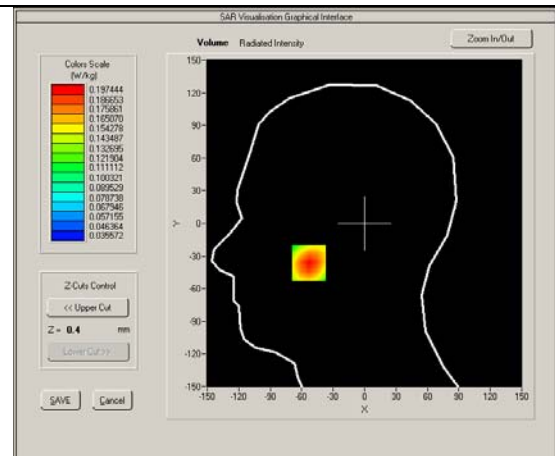 SAR Visualisation Graphical Interface
Volume Radiated Intensity
Zoom In/Out
Colors Scale
(W/kg)
0.197444
0.186653
0.175861
0.165070
0.154278
0.143487
0.132695
0.121904
0.111112
0.100321
0.089529
0.078738
0.067946
0.057155
0.046364
0.035572
Z-Cuts Control
<< Upper Cut
Z = 0.4 mm
Lower Cut >>
SAVE Cancel
150
120
90
60
30
0
-30
-60
-90
-120
-150
Y
-150 -120 -90 -60 -30 0 30 60 90 120 150
X